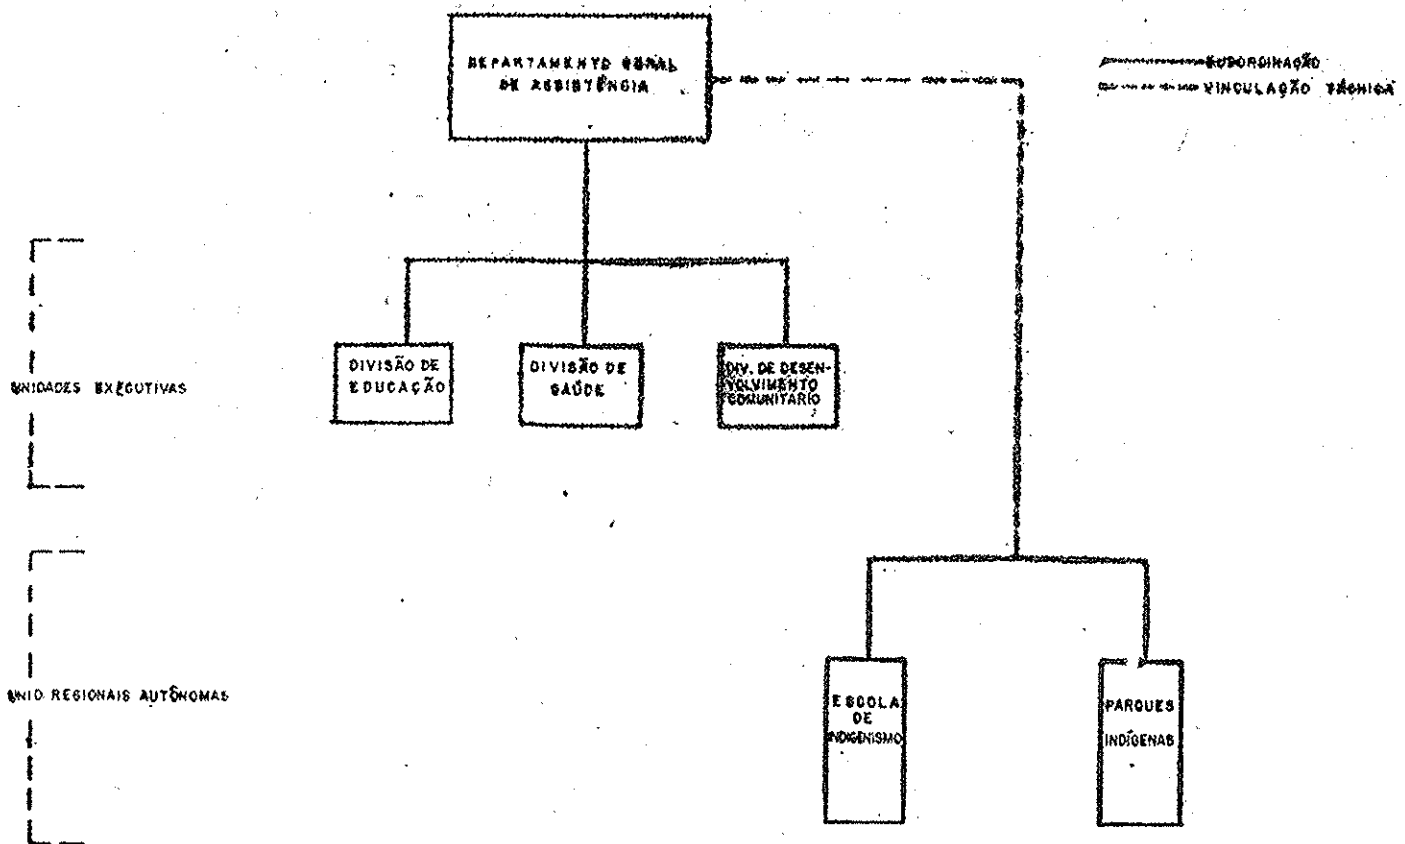 DEPARTAMENTO GERAL
DE ASSISTÊNCIA
SUBORDINAÇÃO
VINCULAÇÃO TÉCNICA
UNIDADES EXECUTIVAS
DIVISÃO DE
EDUCAÇÃO
DIVISÃO DE
SAÚDE
DIV. DE DESEN-
VOLVIMENTO
COMUNITARIO
UNID REGIONAIS AUTÔNOMAS
ESCOLA
DE
INDIGENISMO
PARQUES
INDÍGENAS